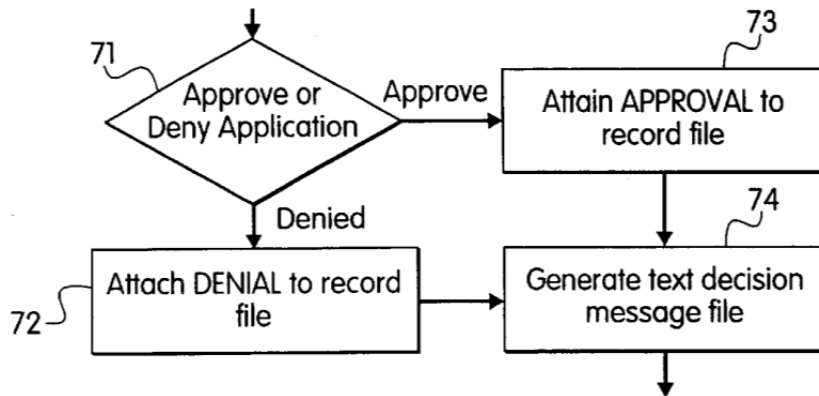 71
Approve or
Deny Application
Approve
73
Attain APPROVAL to
record file
Denied
72
Attach DENIAL to record
file
74
Generate text decision
message file